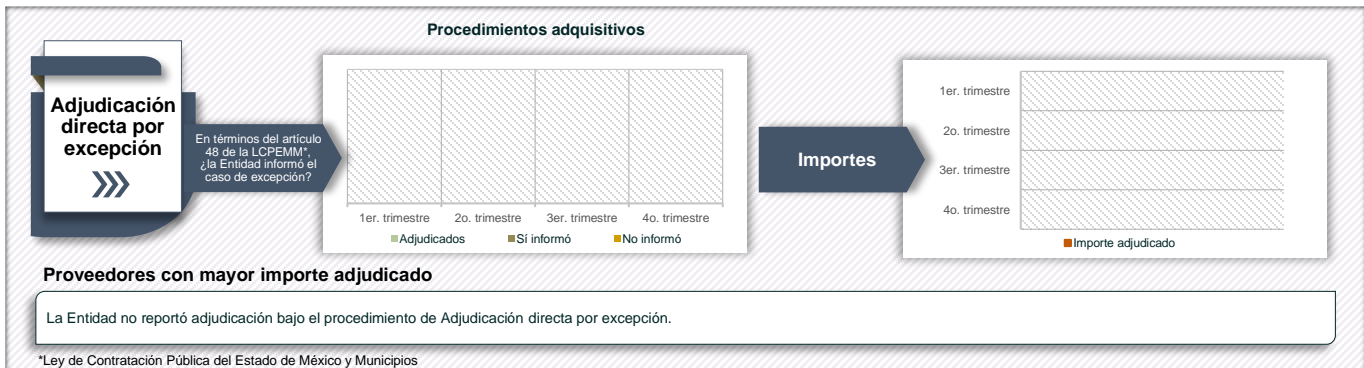 Procedimientos adquisitivos
Adjudicación
directa por
excepción
En términos del artículo
48 de la LCPEMM*,
¿la Entidad informó el
caso de excepción?
1er. trimestre
2o. trimestre
3er. trimestre
4o. trimestre
Adjudicados
Sí informó
No informó
Importes
1er. trimestre
2o. trimestre
3er. trimestre
4o. trimestre
Importe adjudicado
Proveedores con mayor importe adjudicado
La Entidad no reportó adjudicación bajo el procedimiento de Adjudicación directa por excepción.
*Ley de Contratación Pública del Estado de México y Municipios